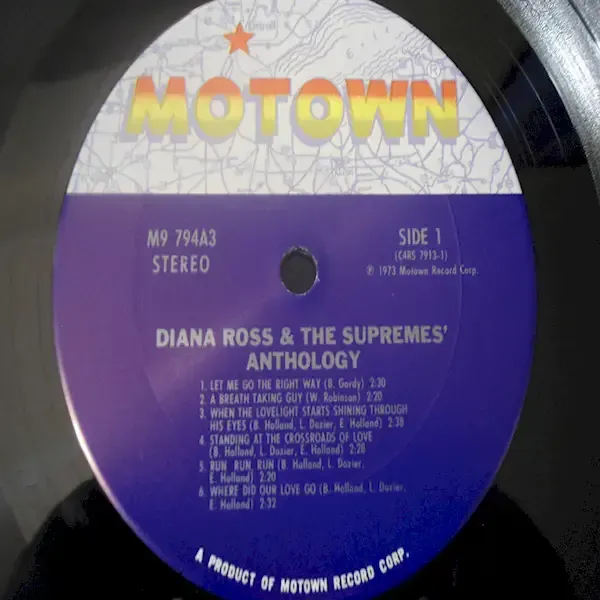 MOTOWN
M9 794A3
STEREO
SIDE 1
(C4RS 7913-1)
℗ 1973 Motown Record Corp.
DIANA ROSS & THE SUPREMES'
ANTHOLOGY
1. LET ME GO THE RIGHT WAY (B. Gordy) 2:30
2. A BREATH TAKING GUY (W. Robinson) 2:20
3. WHEN THE LOVELIGHT STARTS SHINING THROUGH
HIS EYES (B. Holland, L. Dozier, E. Holland) 2:38
4. STANDING AT THE CROSSROADS OF LOVE
(B. Holland, L. Dozier, E. Holland) 2:28
5. RUN, RUN, RUN (B. Holland, L. Dozier,
E. Holland) 2:20
6. WHERE DID OUR LOVE GO (B. Holland, L. Dozier,
E. Holland) 2:32
A PRODUCT OF MOTOWN RECORD CORP.